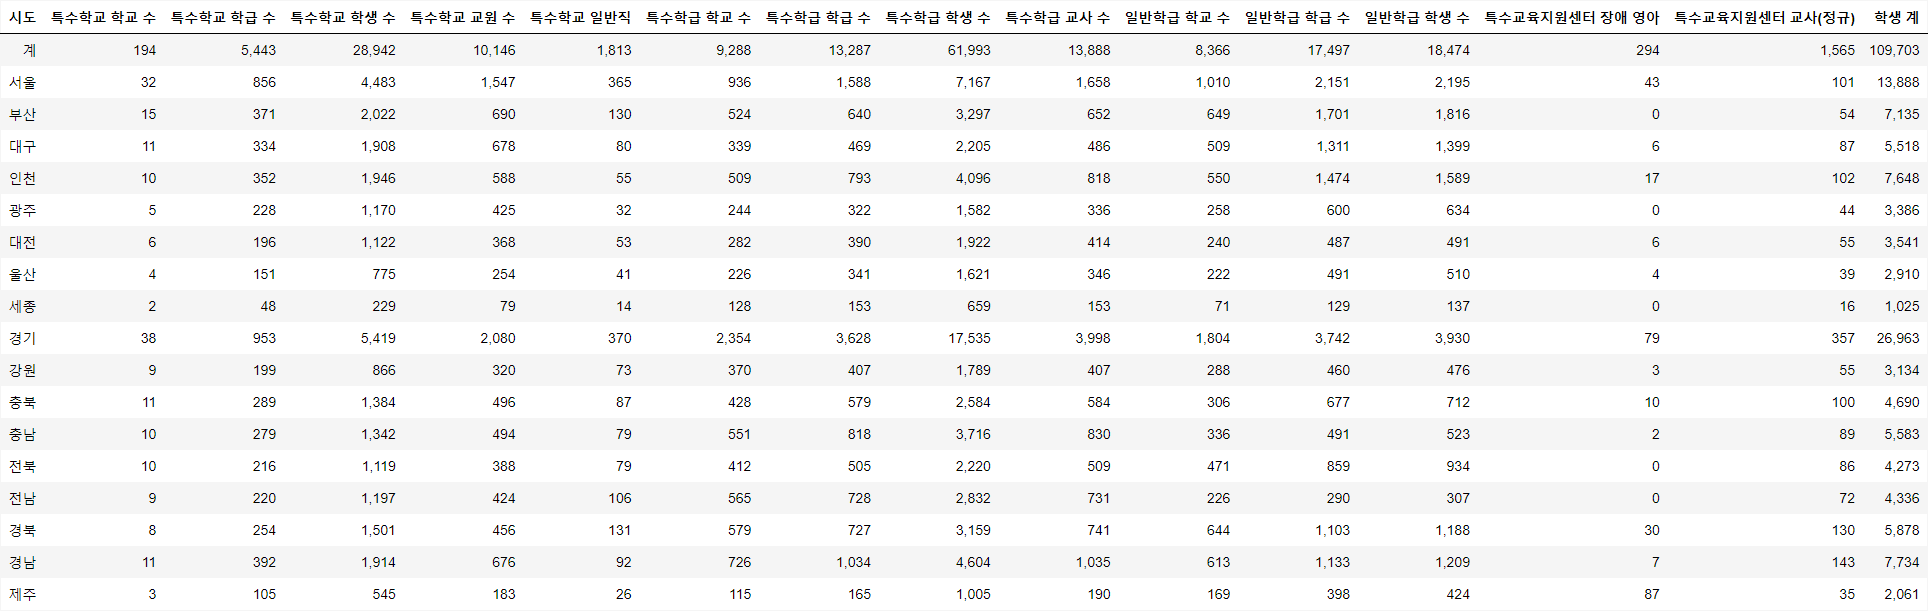 시도 특수학교 학교 수 특수학교 학급 수 특수학교 학생 수 특수학교 교원 수 특수학교 일반직 특수학급 학교 수 특수학급 학급 수 특수학급 학생 수 특수학급 교사 수 일반학급 학교 수 일반학급 학급 수 일반학급 학생 수 특수교육지원센터 장애 영아 특수교육지원센터 교사(정규) 학생 계
계 194 5,443 28,942 10,146 1,813 9,288 13,287 61,993 13,888 8,366 17,497 18,474 294 1,565 109,703
서울 32 856 4,483 1,547 365 936 1,588 7,167 1,658 1,010 2,151 2,195 43 101 13,888
부산 15 371 2,022 690 130 524 640 3,297 652 649 1,701 1,816 0 54 7,135
대구 11 334 1,908 678 80 339 469 2,205 486 509 1,311 1,399 6 87 5,518
인천 10 352 1,946 588 55 509 793 4,096 818 550 1,474 1,589 17 102 7,648
광주 5 228 1,170 425 32 244 322 1,582 336 258 600 634 0 44 3,386
대전 6 196 1,122 368 53 282 390 1,922 414 240 487 491 6 55 3,541
울산 4 151 775 254 41 226 341 1,621 346 222 491 510 4 39 2,910
세종 2 48 229 79 14 128 153 659 153 71 129 137 0 16 1,025
경기 38 953 5,419 2,080 370 2,354 3,628 17,535 3,998 1,804 3,742 3,930 79 357 26,963
강원 9 199 866 320 73 370 407 1,789 407 288 460 476 3 55 3,134
충북 11 289 1,384 496 87 428 579 2,584 584 306 677 712 10 100 4,690
충남 10 279 1,342 494 79 551 818 3,716 830 336 491 523 2 89 5,583
전북 10 216 1,119 388 79 412 505 2,220 509 471 859 934 0 86 4,273
전남 9 220 1,197 424 106 565 728 2,832 731 226 290 307 0 72 4,336
경북 8 254 1,501 456 131 579 727 3,159 741 644 1,103 1,188 30 130 5,878
경남 11 392 1,914 676 92 726 1,034 4,604 1,035 613 1,133 1,209 7 143 7,734
제주 3 105 545 183 26 115 165 1,005 190 169 398 424 87 35 2,061